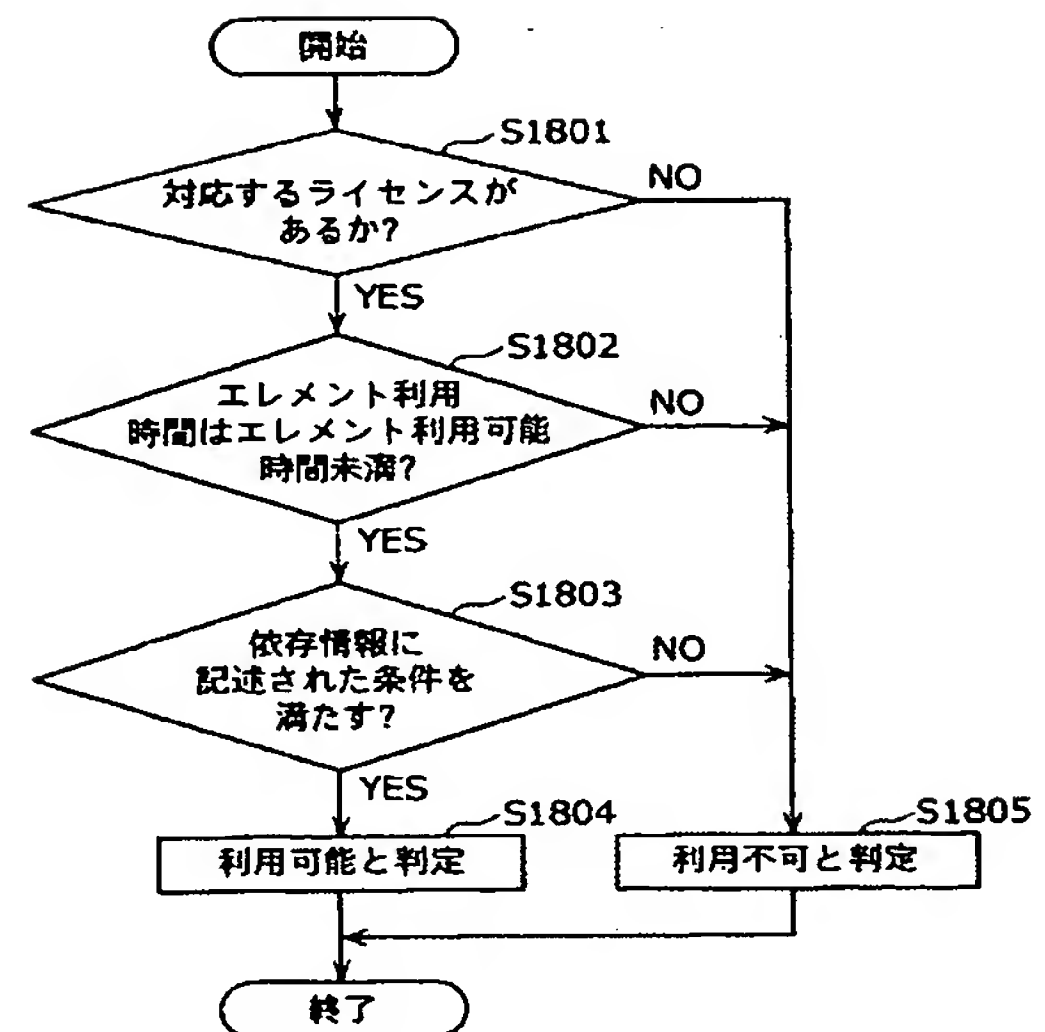 開始
S1801
対応するライセンスが
あるか?
NO
YES
S1802
エレメント利用
時間はエレメント利用可能
時間未満?
NO
YES
S1803
依存情報に
記述された条件を
満たす?
NO
YES
S1804
利用可能と判定
S1805
利用不可と判定
終了